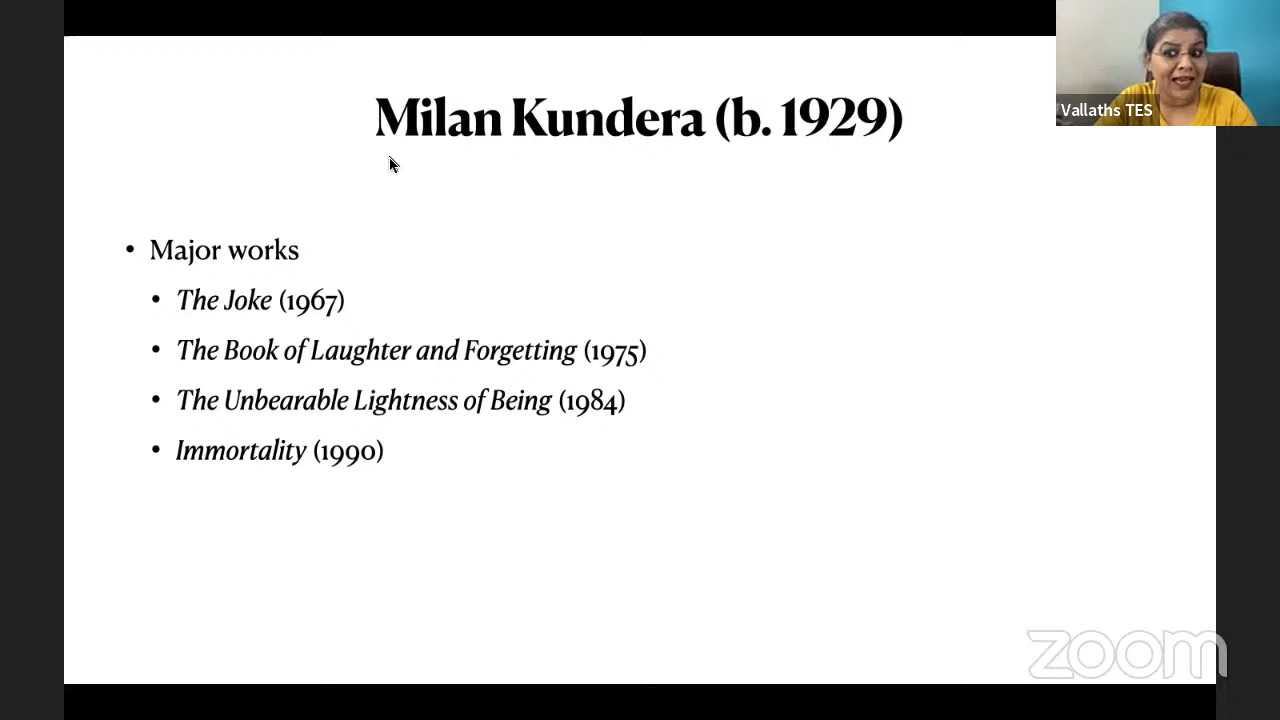 Milan Kundera (b. 1929)
Vallaths TES
• Major works
• The Joke (1967)
• The Book of Laughter and Forgetting (1975)
• The Unbearable Lightness of Being (1984)
• Immortality (1990)
zoom